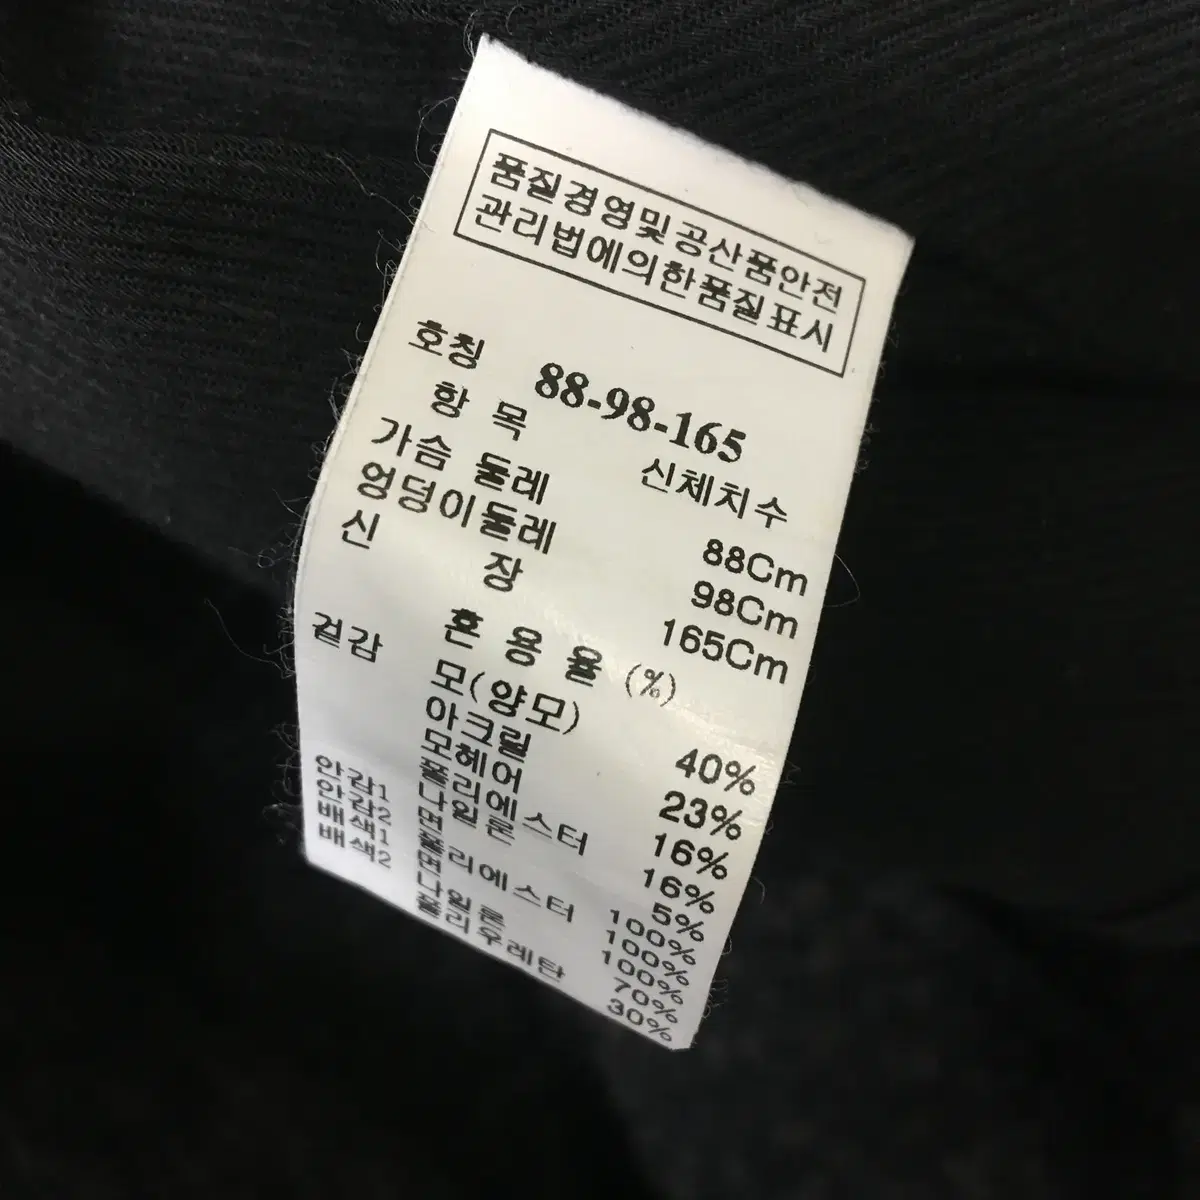 품질경영및공산품안전
관리법에의한품질표시
호칭 88-98-165
항 목 신체치수
가슴 둘레 88Cm
엉덩이둘레 98Cm
신 장 165Cm
혼 용 율 (%)
겉감 모(양모) 40%
아크릴 23%
모헤어 16%
폴리에스터 16%
나일론 5%
안감1 면 100%
안감2 폴리에스터 100%
배색1 면 100%
배색2 나일론 70%
폴리우레탄 30%